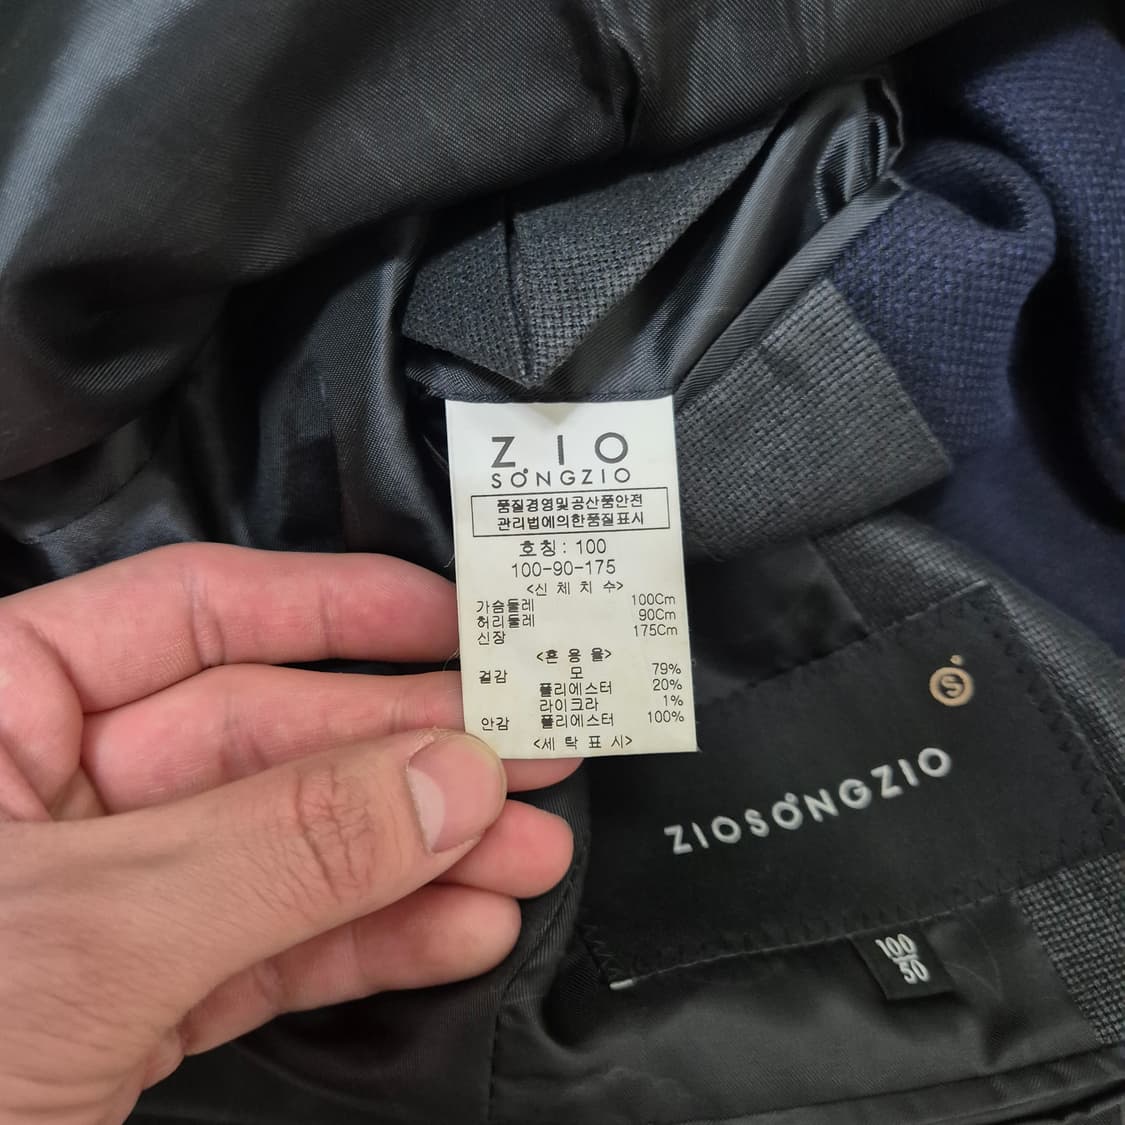 ZIO
SONGZIO
품질경영및공산품안전
관리법에의한품질표시
호칭: 100
100-90-175
<신 체 치 수>
가슴둘레 100Cm
허리둘레 90Cm
신장 175Cm
<혼 용 율>
겉감 모 79%
폴리에스터 20%
라이크라 1%
안감 폴리에스터 100%
<세 탁 표 시>
S
ZIOSONGZIO
100
50